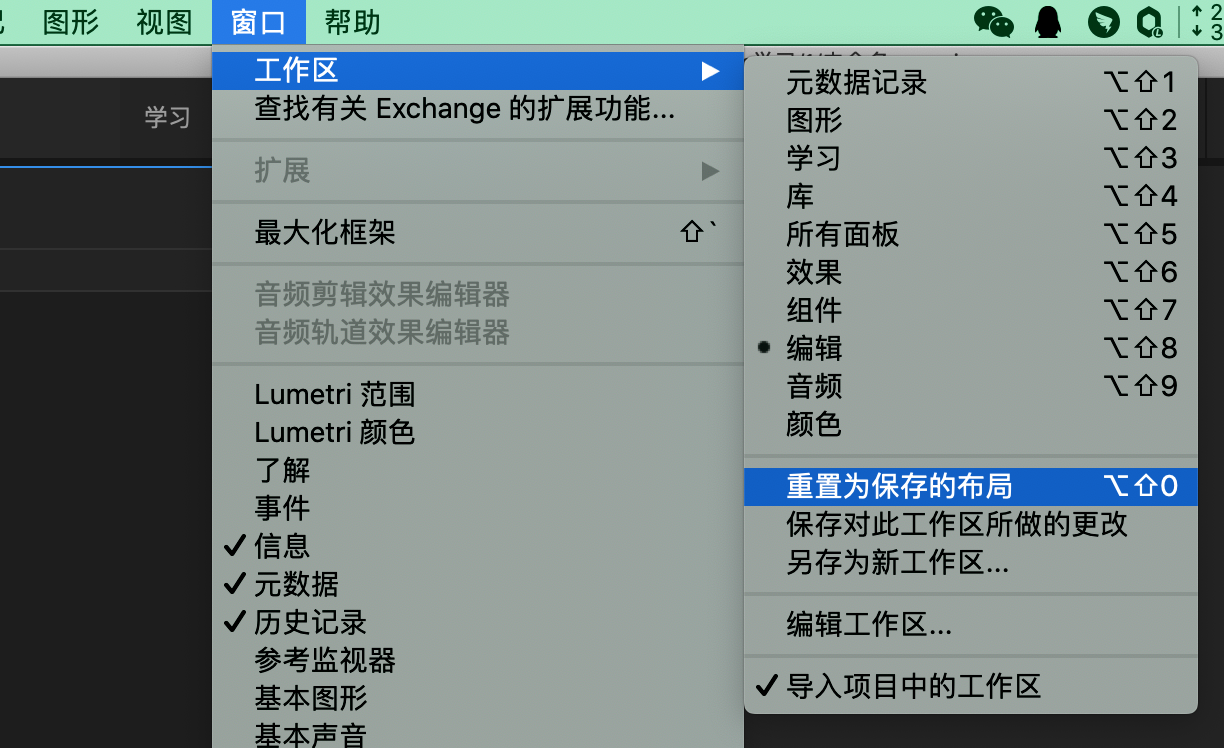 图形 视图 窗口 帮助
2
3
学习
工作区
查找有关 Exchange 的扩展功能...
扩展
最大化框架 ⇧`
音频剪辑效果编辑器
音频轨道效果编辑器
Lumetri 范围
Lumetri 颜色
了解
事件
✓ 信息
✓ 元数据
✓ 历史记录
参考监视器
基本图形
基本声音
元数据记录 ⌥⇧1
图形 ⌥⇧2
学习 ⌥⇧3
库 ⌥⇧4
所有面板 ⌥⇧5
效果 ⌥⇧6
组件 ⌥⇧7
• 编辑 ⌥⇧8
音频 ⌥⇧9
颜色
重置为保存的布局 ⌥⇧0
保存对此工作区所做的更改
另存为新工作区...
编辑工作区...
✓ 导入项目中的工作区